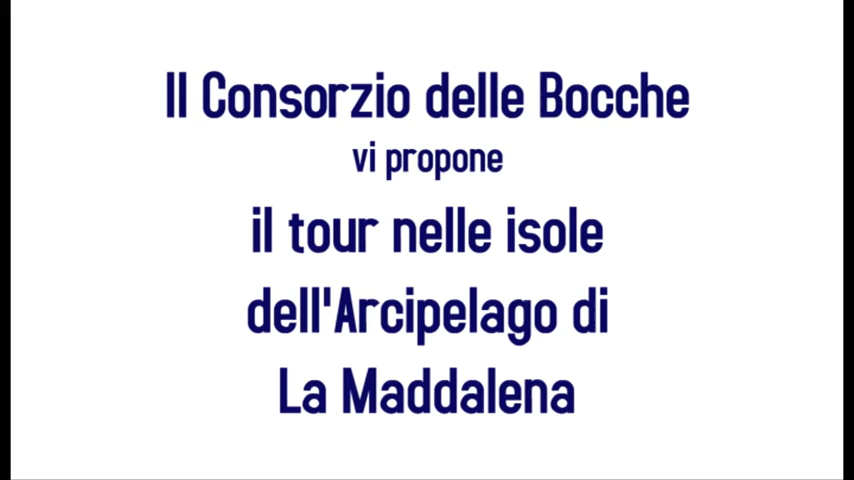 Il Consorzio delle Bocche
vi propone
il tour nelle isole
dell'Arcipelago di
La Maddalena